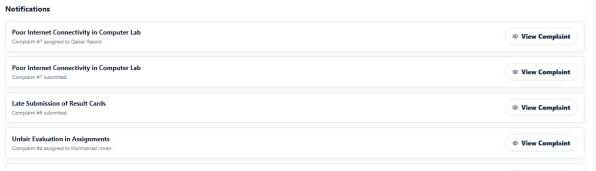 Notifications
Poor Internet Connectivity in Computer Lab
Complaint #7 assigned to Qaisar Rasool.
View Complaint
Poor Internet Connectivity in Computer Lab
Complaint #7 submitted.
View Complaint
Late Submission of Result Cards
Complaint submitted.
View Complaint
Unfair Evaluation in Assignments
Complaint assigned to Muhammad Imran.
View Complaint